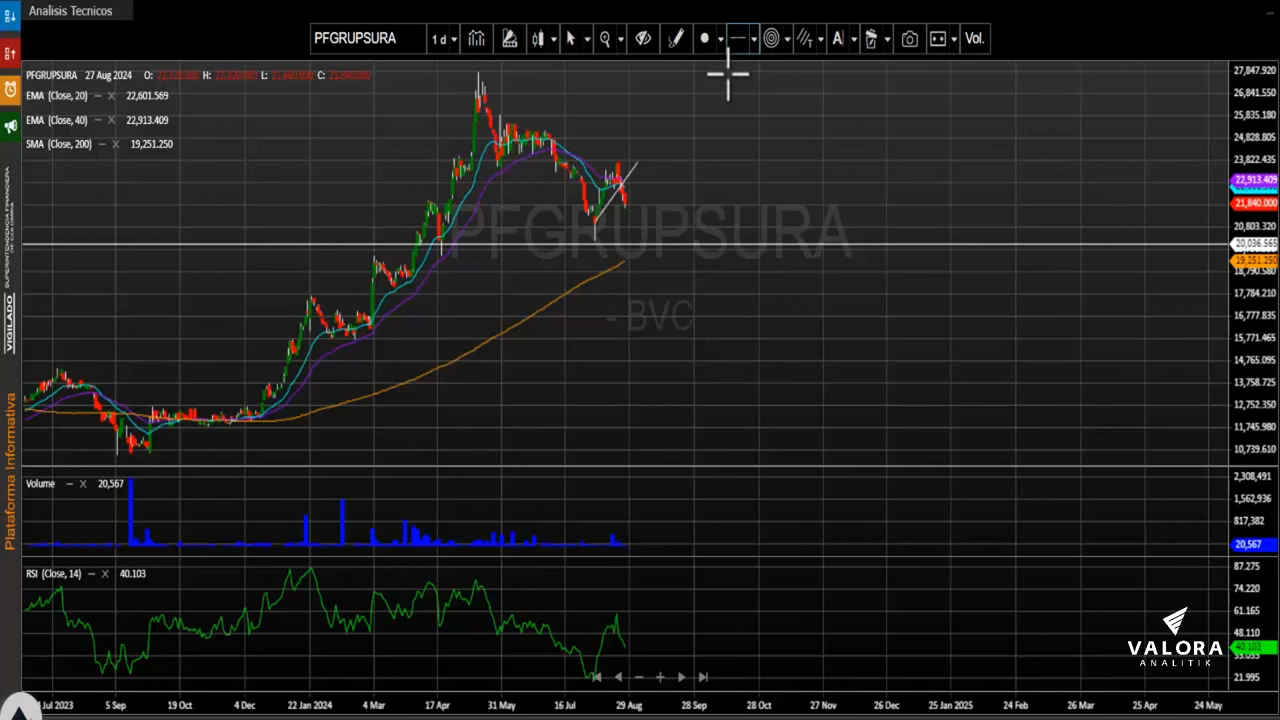 Analisis Tecnicos
PFGRUPSURA
1 d
A
Vol.
PFGRUPSURA 27 Aug 2024 O: H: L: C:
EMA (Close, 20) — X 22,601.569
EMA (Close, 40) — X 22,913.409
SMA (Close, 200) — X 19,251.250
PFGRUPSURA
- BVC
27,847.920
26,841.550
25,835.180
24,828.805
23,822.435
22,913.409
21,840.000
20,803.320
20,036.565
19,251.250
18,790.580
17,784.210
16,777.835
15,771.465
14,765.095
13,758.725
12,752.350
11,745.980
10,739.610
Volume — X 20,567
2,308,491
1,562,936
817,382
20,567
RSI (Close, 14) — X 40.103
87.275
74.220
61.165
48.110
40.103
21.995
VIGILADO
Plataforma Informativa
VALORA
ANALITIK
Jul 2023
5 Sep
19 Oct
4 Dec
22 Jan 2024
4 Mar
17 Apr
31 May
16 Jul
29 Aug
28 Sep
28 Oct
27 Nov
26 Dec
25 Jan 2025
24 Feb
26 Mar
25 Apr
24 May